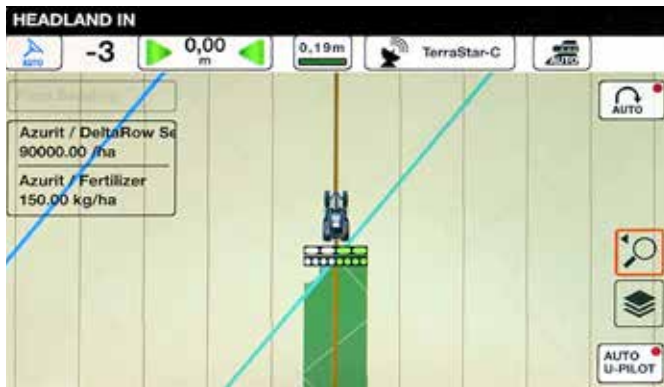 HEADLAND IN
AUTO
-3
0,00
m
0.19m
TerraStar-C
AUTO
AUTO
Azurit / DeltaRow Se
90000.00 /ha
Azurit / Fertilizer
150.00 kg/ha
AUTO
U-PILOT